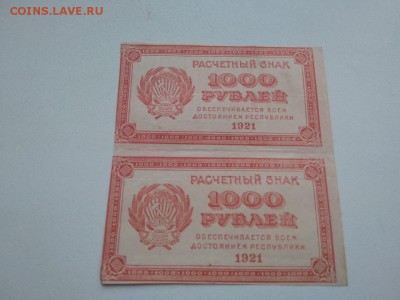 COINS.LAVE.RU
РАСЧЕТНЫЙ ЗНАК
1000
РУБЛЕЙ
ОБЕСПЕЧИВАЕТСЯ ВСЕМ
ДОСТОЯНИЕМ РЕСПУБЛИКИ
1921
РАСЧЕТНЫЙ ЗНАК
1000
РУБЛЕЙ
ОБЕСПЕЧИВАЕТСЯ ВСЕМ
ДОСТОЯНИЕМ РЕСПУБЛИКИ
1921